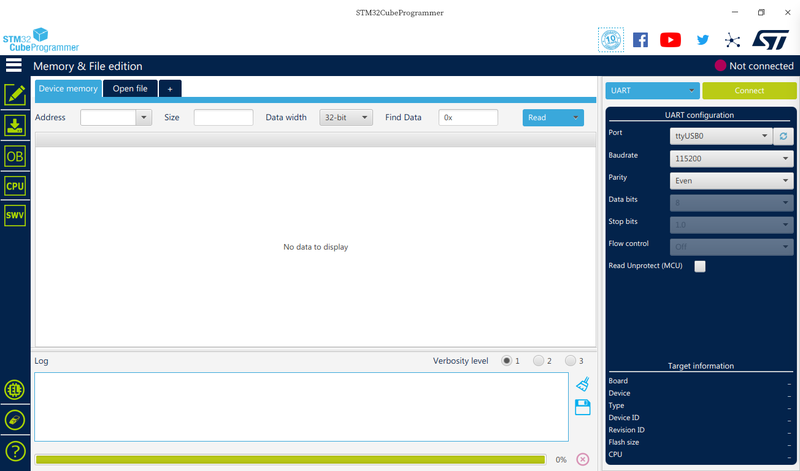 STM32CubeProgrammer
STM32
CubeProgrammer
10
Memory & File edition
Not connected
Device memory
Open file
+
UART
Connect
Address
Size
Data width
32-bit
Find Data
0x
Read
UART configuration
Port
ttyUSB0
Baudrate
115200
Parity
Even
Data bits
8
Stop bits
1.0
Flow control
Off
Read Unprotect (MCU)
OB
CPU
SWV
No data to display
Log
Verbosity level
1
2
3
Target information
Board
–
Device
–
Type
–
Device ID
–
Revision ID
–
Flash size
–
CPU
–
0%
?